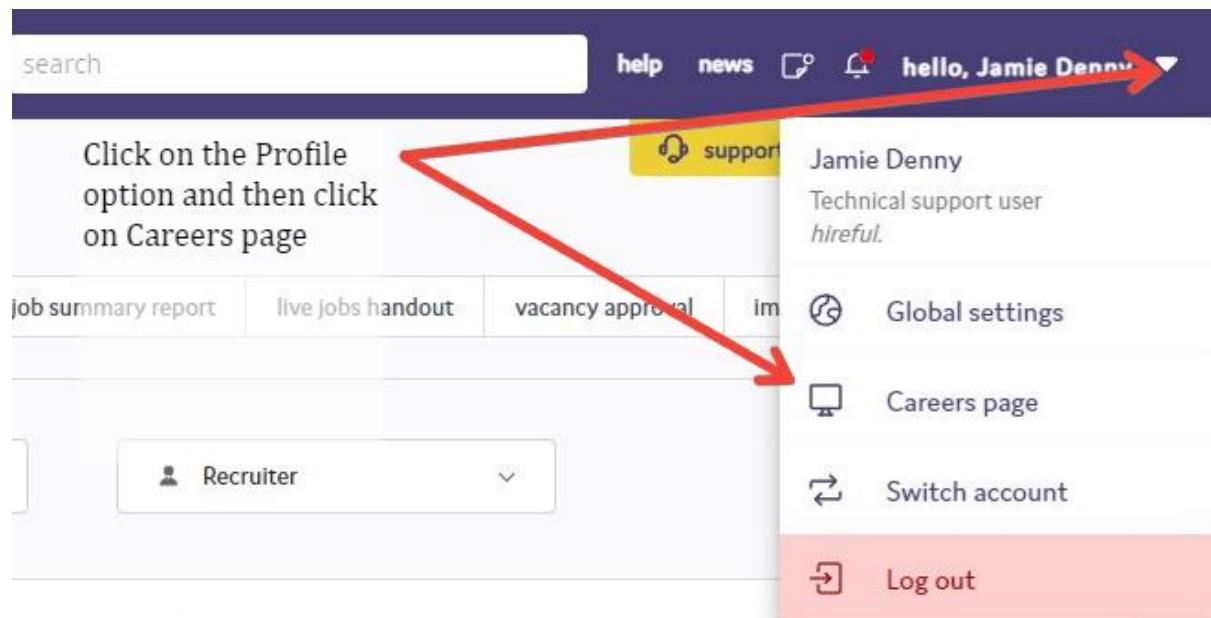 search
help news hello, Jamie Denny
Click on the Profile
option and then click
on Careers page
support
Jamie Denny
Technical support user
hireful.
job summary report live jobs handout vacancy approval im
Global settings
Careers page
Recruiter
Switch account
Log out